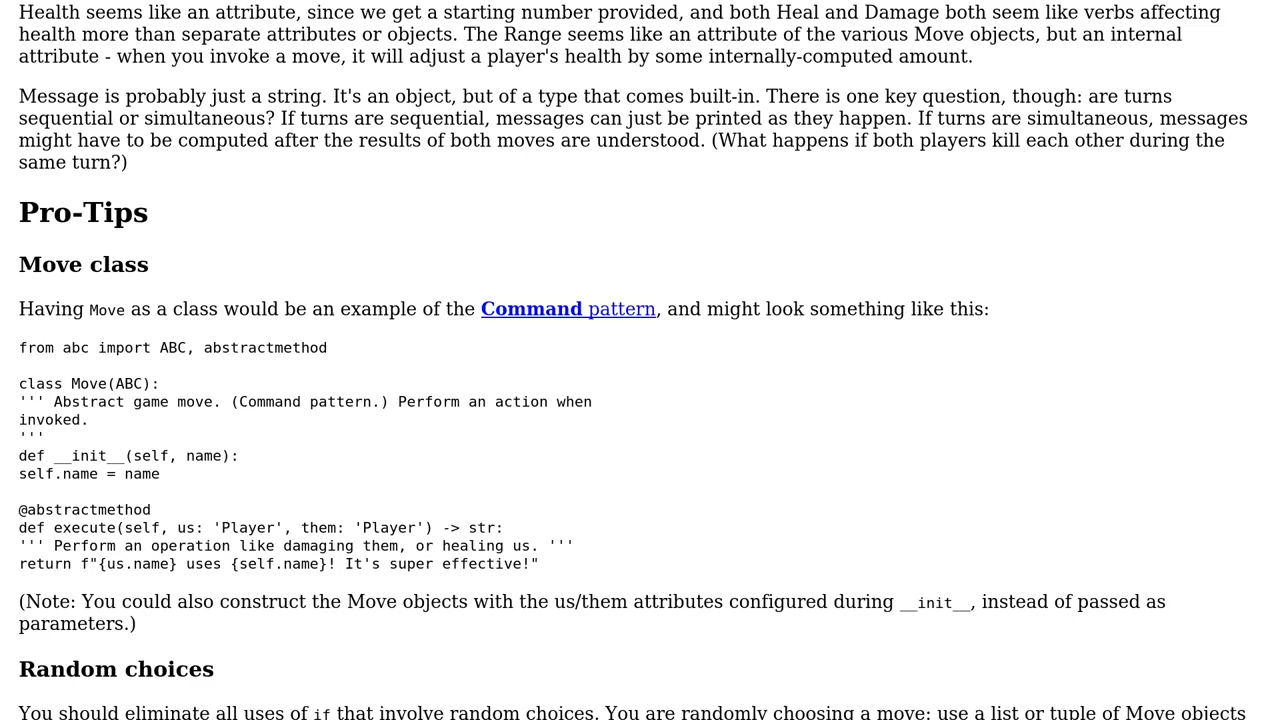 Health seems like an attribute, since we get a starting number provided, and both Heal and Damage both seem like verbs affecting
health more than separate attributes or objects. The Range seems like an attribute of the various Move objects, but an internal
attribute - when you invoke a move, it will adjust a player's health by some internally-computed amount.
Message is probably just a string. It's an object, but of a type that comes built-in. There is one key question, though: are turns
sequential or simultaneous? If turns are sequential, messages can just be printed as they happen. If turns are simultaneous, messages
might have to be computed after the results of both moves are understood. (What happens if both players kill each other during the
same turn?)
Pro-Tips
Move class
Having Move as a class would be an example of the Command pattern, and might look something like this:
from abc import ABC, abstractmethod
class Move(ABC):
''' Abstract game move. (Command pattern.) Perform an action when
invoked.
'''
def __init__(self, name):
self.name = name
@abstractmethod
def execute(self, us: 'Player', them: 'Player') -> str:
''' Perform an operation like damaging them, or healing us. '''
return f"{us.name} uses {self.name}! It's super effective!"
(Note: You could also construct the Move objects with the us/them attributes configured during __init__, instead of passed as
parameters.)
Random choices
You should eliminate all uses of if that involve random choices. You are randomly choosing a move: use a list or tuple of Move objects